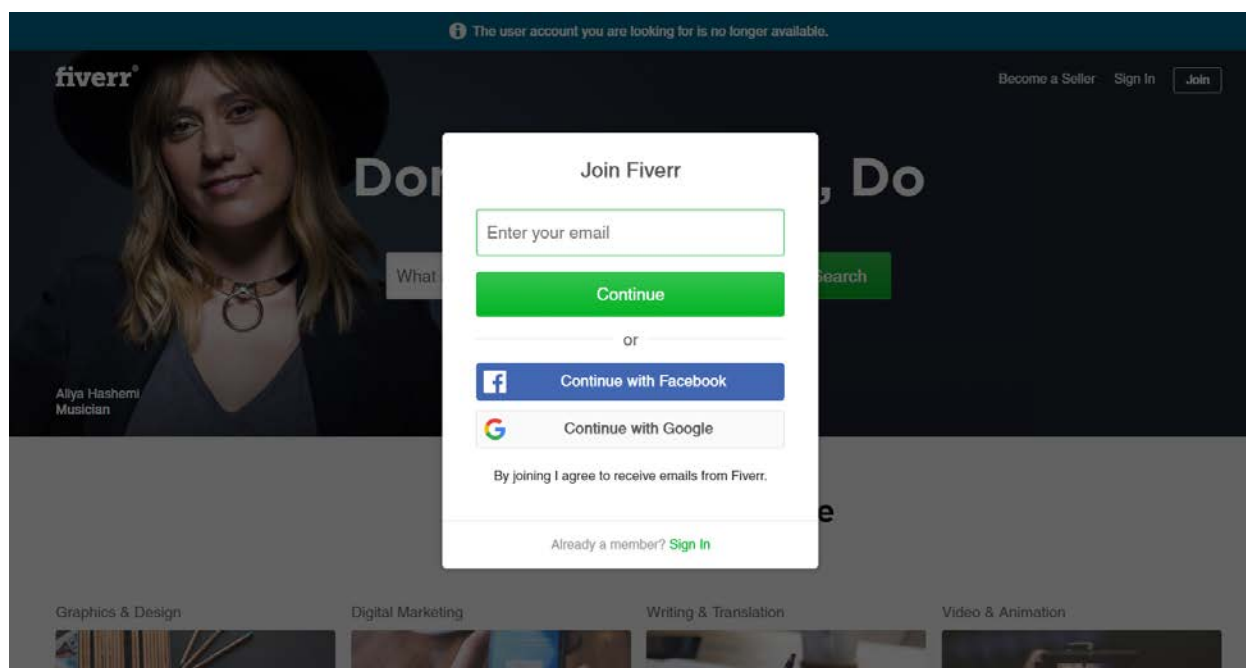 The user account you are looking for is no longer available.
fiverr
Become a Seller Sign In Join
Join Fiverr
Don , Do
Enter your email
What Search
Continue
or
Continue with Facebook
Aliya Hashemi
Musician
Continue with Google
By joining I agree to receive emails from Fiverr.
e
Already a member? Sign In
Graphics & Design Digital Marketing Writing & Translation Video & Animation